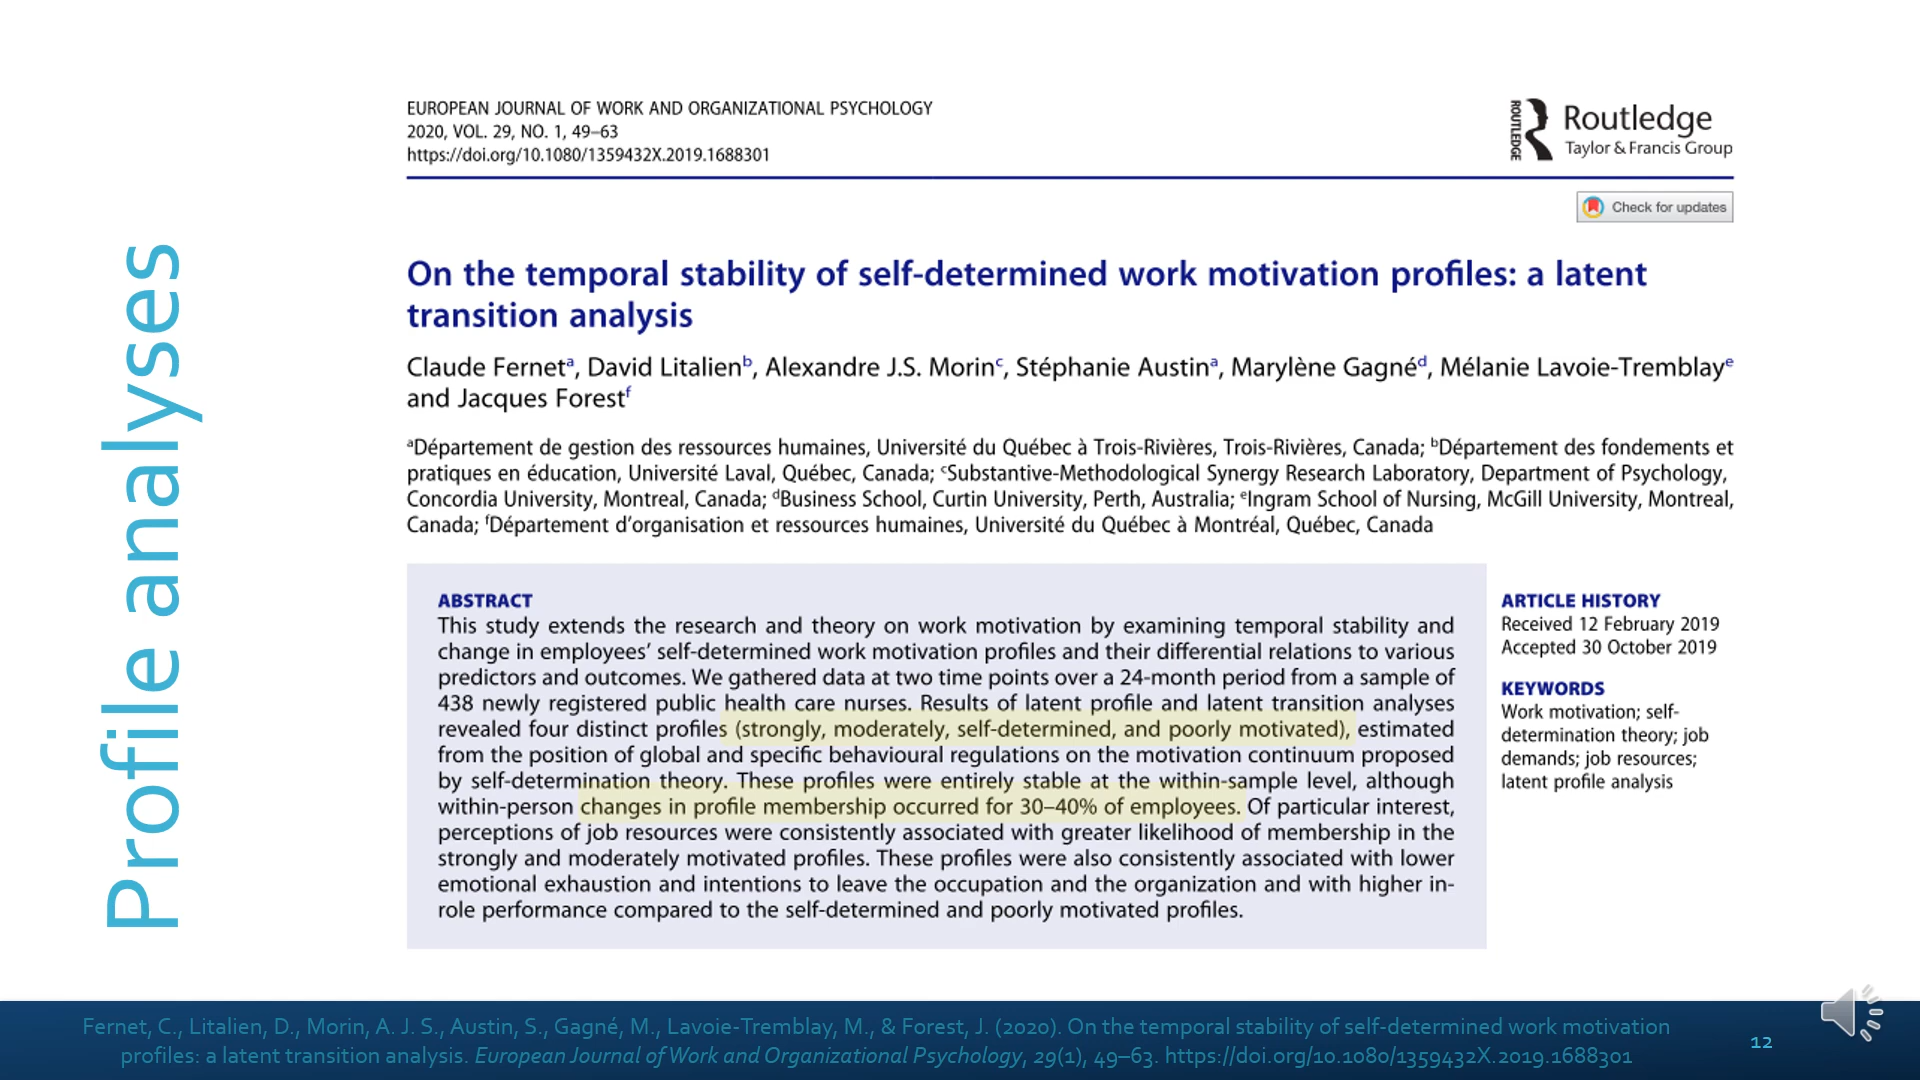 Profile analyses
EUROPEAN JOURNAL OF WORK AND ORGANIZATIONAL PSYCHOLOGY
2020, VOL. 29, NO. 1, 49–63
https://doi.org/10.1080/1359432X.2019.1688301
ROUTLEDGE
Routledge
Taylor & Francis Group
Check for updates
On the temporal stability of self-determined work motivation profiles: a latent
transition analysis
Claude Fernetᵃ, David Litalienᵇ, Alexandre J.S. Morinᶜ, Stéphanie Austinᵃ, Marylène Gagnéᵈ, Mélanie Lavoie-Tremblayᵉ
and Jacques Forestᶠ
ᵃDépartement de gestion des ressources humaines, Université du Québec à Trois-Rivières, Trois-Rivières, Canada; ᵇDépartement des fondements et
pratiques en éducation, Université Laval, Québec, Canada; ᶜSubstantive-Methodological Synergy Research Laboratory, Department of Psychology,
Concordia University, Montreal, Canada; ᵈBusiness School, Curtin University, Perth, Australia; ᵉIngram School of Nursing, McGill University, Montreal,
Canada; ᶠDépartement d’organisation et ressources humaines, Université du Québec à Montréal, Québec, Canada
ABSTRACT
This study extends the research and theory on work motivation by examining temporal stability and
change in employees’ self-determined work motivation profiles and their differential relations to various
predictors and outcomes. We gathered data at two time points over a 24-month period from a sample of
438 newly registered public health care nurses. Results of latent profile and latent transition analyses
revealed four distinct profiles (strongly, moderately, self-determined, and poorly motivated), estimated
from the position of global and specific behavioural regulations on the motivation continuum proposed
by self-determination theory. These profiles were entirely stable at the within-sample level, although
within-person changes in profile membership occurred for 30–40% of employees. Of particular interest,
perceptions of job resources were consistently associated with greater likelihood of membership in the
strongly and moderately motivated profiles. These profiles were also consistently associated with lower
emotional exhaustion and intentions to leave the occupation and the organization and with higher in-
role performance compared to the self-determined and poorly motivated profiles.
ARTICLE HISTORY
Received 12 February 2019
Accepted 30 October 2019
KEYWORDS
Work motivation; self-
determination theory; job
demands; job resources;
latent profile analysis
Fernet, C., Litalien, D., Morin, A. J. S., Austin, S., Gagné, M., Lavoie-Tremblay, M., & Forest, J. (2020). On the temporal stability of self-determined work motivation
profiles: a latent transition analysis. European Journal of Work and Organizational Psychology, 29(1), 49–63. https://doi.org/10.1080/1359432X.2019.1688301
12